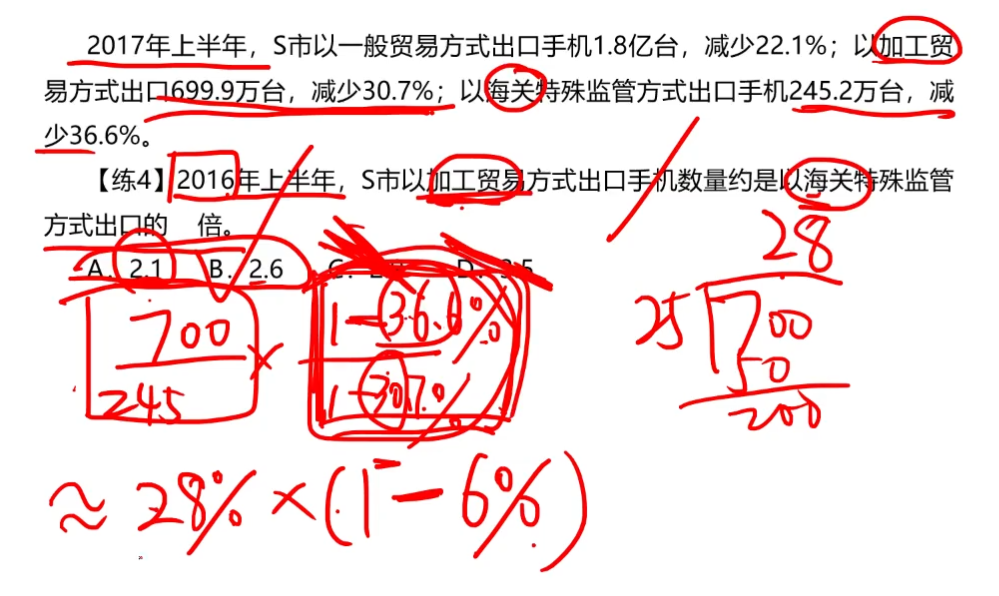 2017年上半年，S市以一般贸易方式出口手机1.8亿台，减少22.1%；以加工贸
易方式出口699.9万台，减少30.7%；以海关特殊监管方式出口手机245.2万台，减
少36.6%。
【练4】2016年上半年，S市以加工贸易方式出口手机数量约是以海关特殊监管
方式出口的 倍。
A．2.1 B．2.6 C． D．3.5
28
700 1-36.6% 25 700
245 × 1-30.7% 50
200
≈28%×(1-6%)